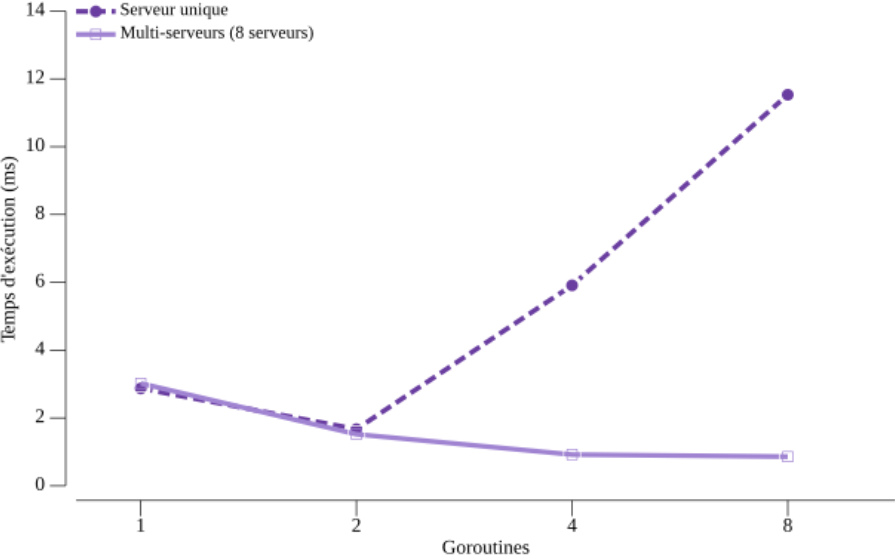 Serveur unique
Multi-serveurs (8 serveurs)
14
12
10
8
6
4
2
0
Temps d'exécution (ms)
1 2 4 8
Goroutines